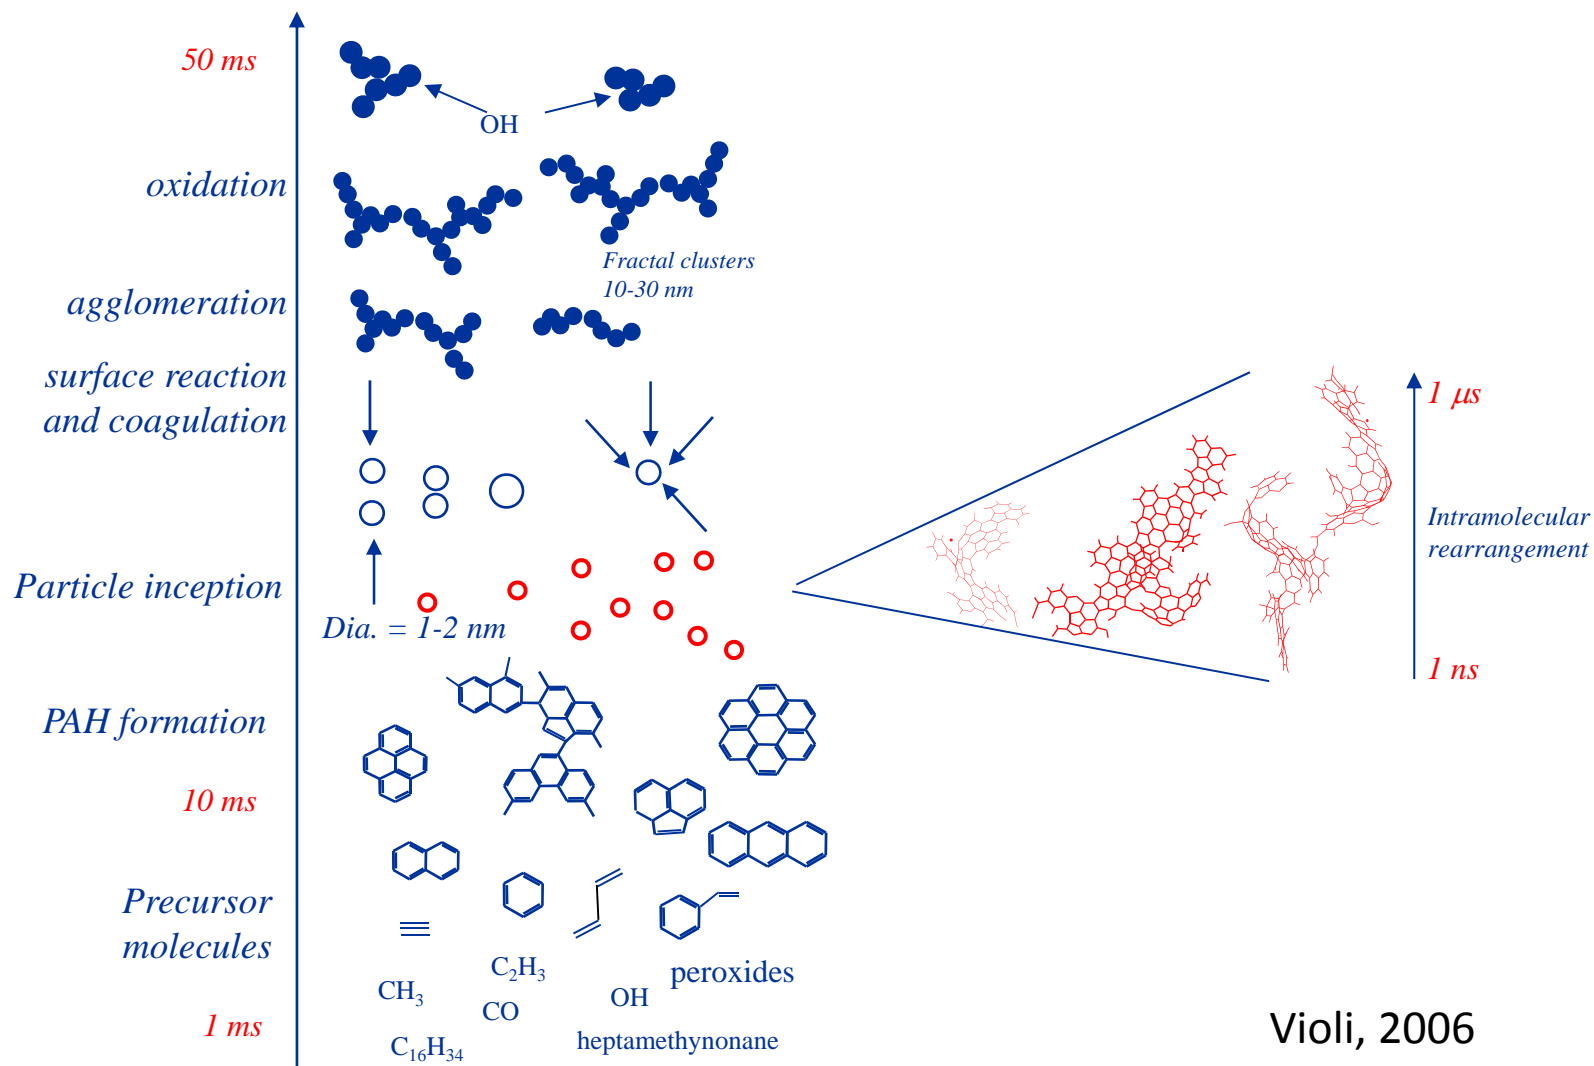 50 ms
OH
oxidation
Fractal clusters
10-30 nm
agglomeration
surface reaction
and coagulation
1 μs
Intramolecular
rearrangement
Particle inception
Dia. = 1-2 nm
1 ns
PAH formation
10 ms
Precursor
molecules
C₂H₃
peroxides
CH₃
OH
CO
1 ms
C₁₆H₃₄
heptamethynonane
Violi, 2006